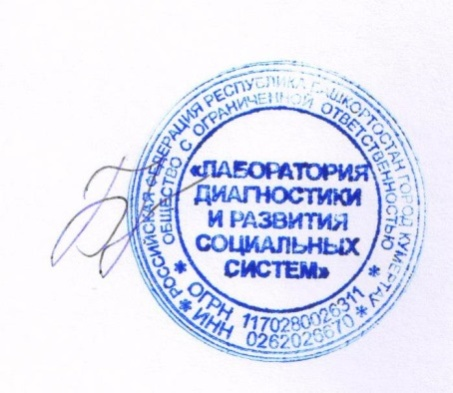 РОССИЙСКАЯ ФЕДЕРАЦИЯ РЕСПУБЛИКА БАШКОРТОСТАН ГОРОД КУМЕРТАУ
ОБЩЕСТВО С ОГРАНИЧЕННОЙ ОТВЕТСТВЕННОСТЬЮ
«ЛАБОРАТОРИЯ
ДИАГНОСТИКИ
И РАЗВИТИЯ
СОЦИАЛЬНЫХ
СИСТЕМ»
* ОГРН 1170280026311 *
* ИНН 0262026670 *